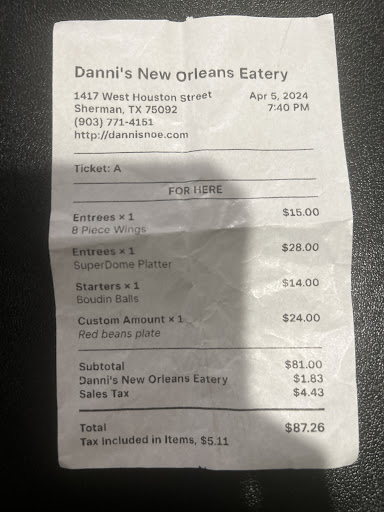 Danni's New Orleans Eatery
1417 West Houston Street Apr 5, 2024
Sherman, TX 75092 7:40 PM
(903) 771-4151
http://dannisnoe.com
Ticket: A
FOR HERE
Entrees × 1 $15.00
8 Piece Wings
Entrees × 1 $28.00
SuperDome Platter
Starters × 1 $14.00
Boudin Balls
Custom Amount × 1 $24.00
Red beans plate
Subtotal $81.00
Danni's New Orleans Eatery $1.83
Sales Tax $4.43
Total $87.26
Tax Included in Items, $5.11